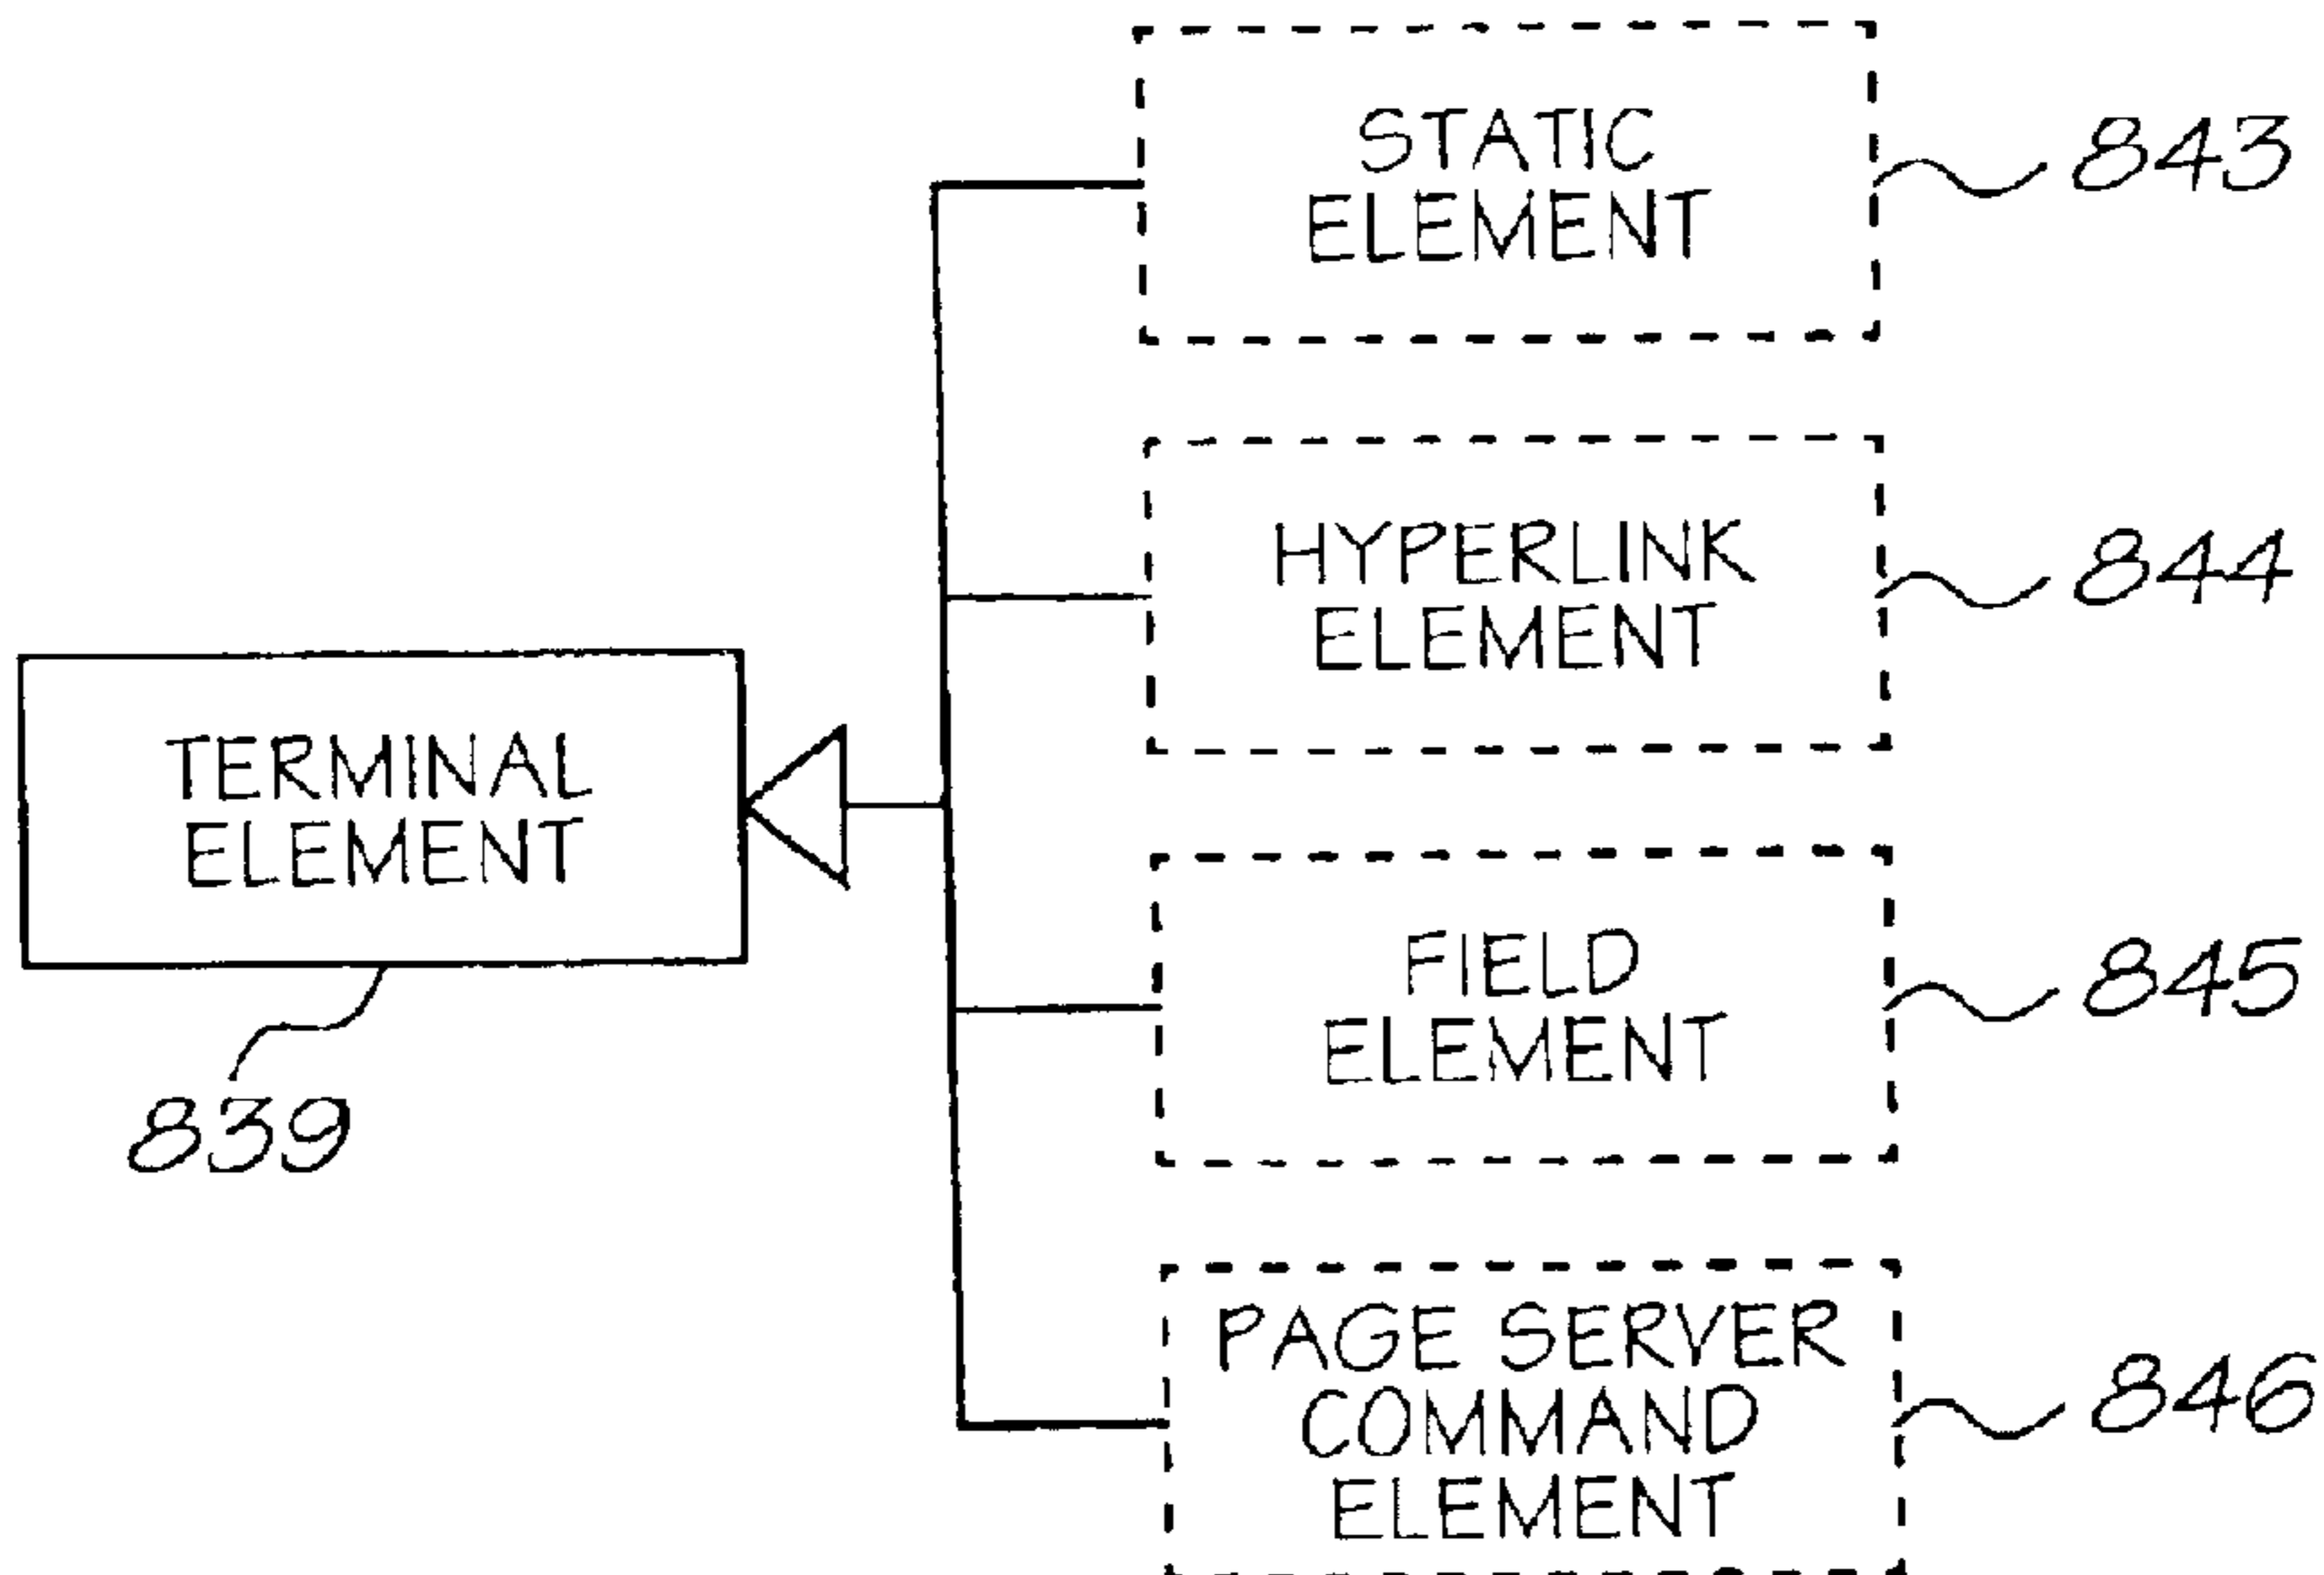 STATIC
ELEMENT
843
HYPERLINK
ELEMENT
844
TERMINAL
ELEMENT
839
FIELD
ELEMENT
845
PAGE SERVER
COMMAND
ELEMENT
846